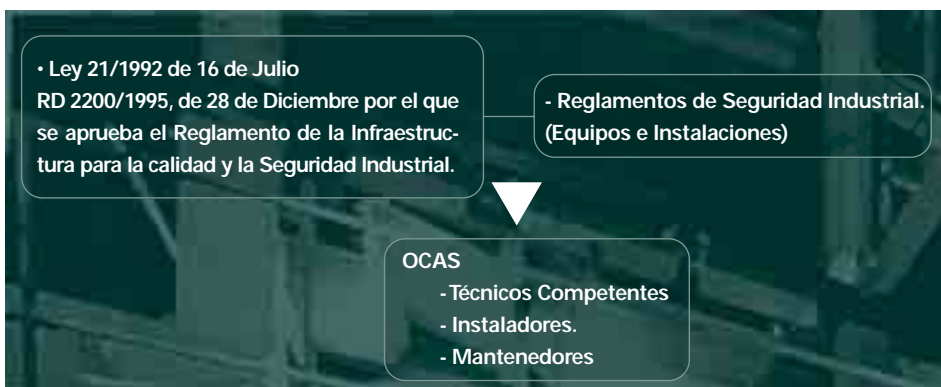 • Ley 21/1992 de 16 de Julio
RD 2200/1995, de 28 de Diciembre por el que
se aprueba el Reglamento de la Infraestruc-
tura para la calidad y la Seguridad Industrial.
- Reglamentos de Seguridad Industrial.
(Equipos e Instalaciones)
OCAS
- Técnicos Competentes
- Instaladores.
- Mantenedores